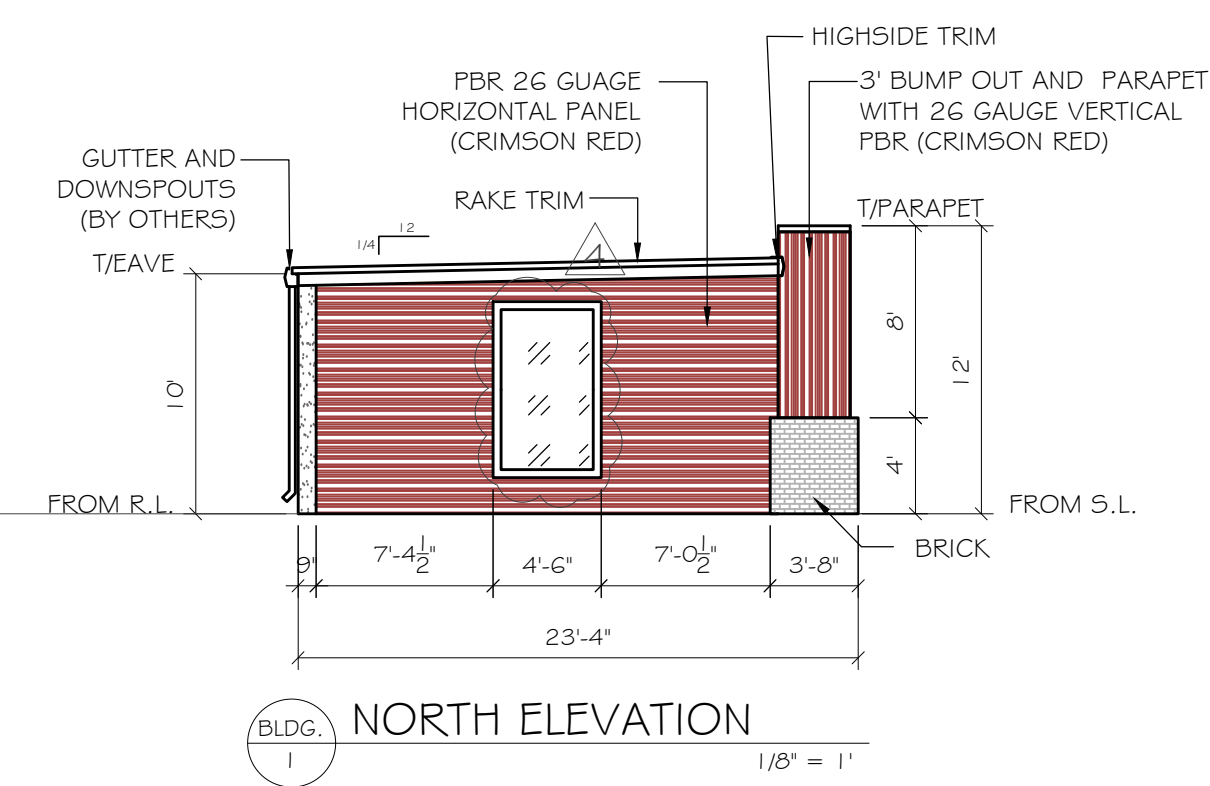 HIGHSIDE TRIM
PBR 26 GUAGE
HORIZONTAL PANEL
(CRIMSON RED)
3' BUMP OUT AND PARAPET
WITH 26 GAUGE VERTICAL
PBR (CRIMSON RED)
GUTTER AND
DOWNSPOUTS
(BY OTHERS)
RAKE TRIM
T/PARAPET
12
1/4
4
T/EAVE
8'
12'
10'
4'
FROM R.L.
FROM S.L.
BRICK
9"
7'-4 1/2"
4'-6"
7'-0 1/2"
3'-8"
23'-4"
BLDG.
1
NORTH ELEVATION
1/8" = 1'